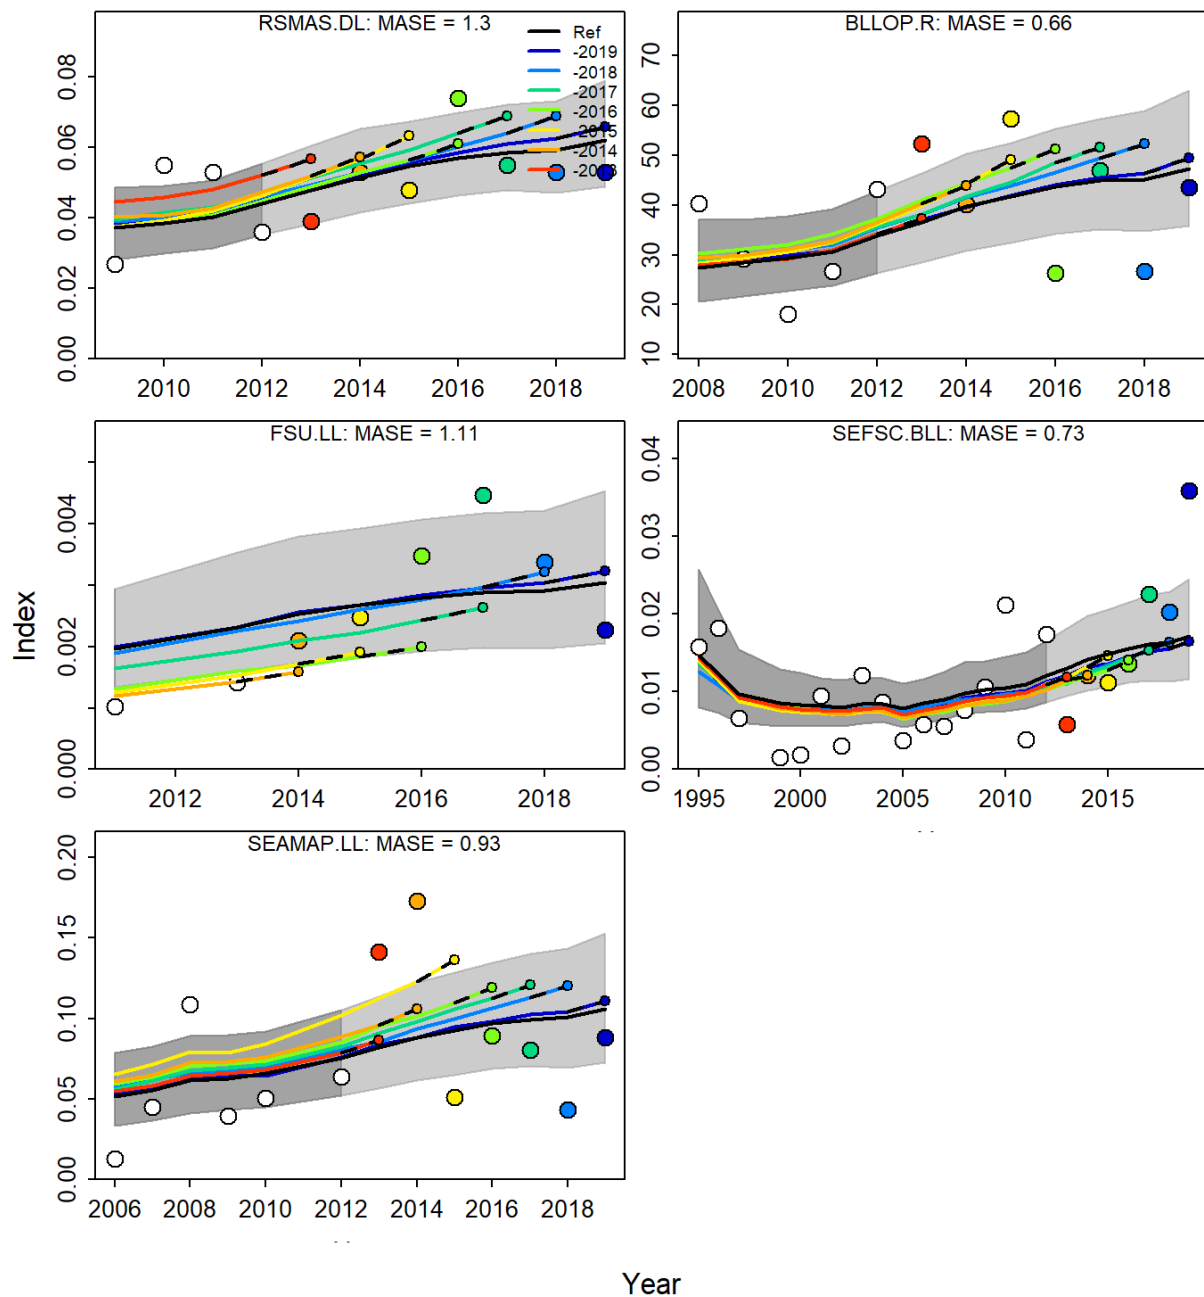 RSMAS.DL: MASE = 1.3
Ref
-2019
-2018
-2017
-2016
-2014
0.00 0.02 0.04 0.06 0.08
2010 2012 2014 2016 2018
BLLOP.R: MASE = 0.66
10 20 30 40 50 60 70
2008 2010 2012 2014 2016 2018
FSU.LL: MASE = 1.11
0.000 0.002 0.004
2012 2014 2016 2018
SEFSC.BLL: MASE = 0.73
0.00 0.01 0.02 0.03 0.04
1995 2000 2005 2010 2015
SEAMAP.LL: MASE = 0.93
0.00 0.05 0.10 0.15 0.20
2006 2008 2010 2012 2014 2016 2018
Index
Year